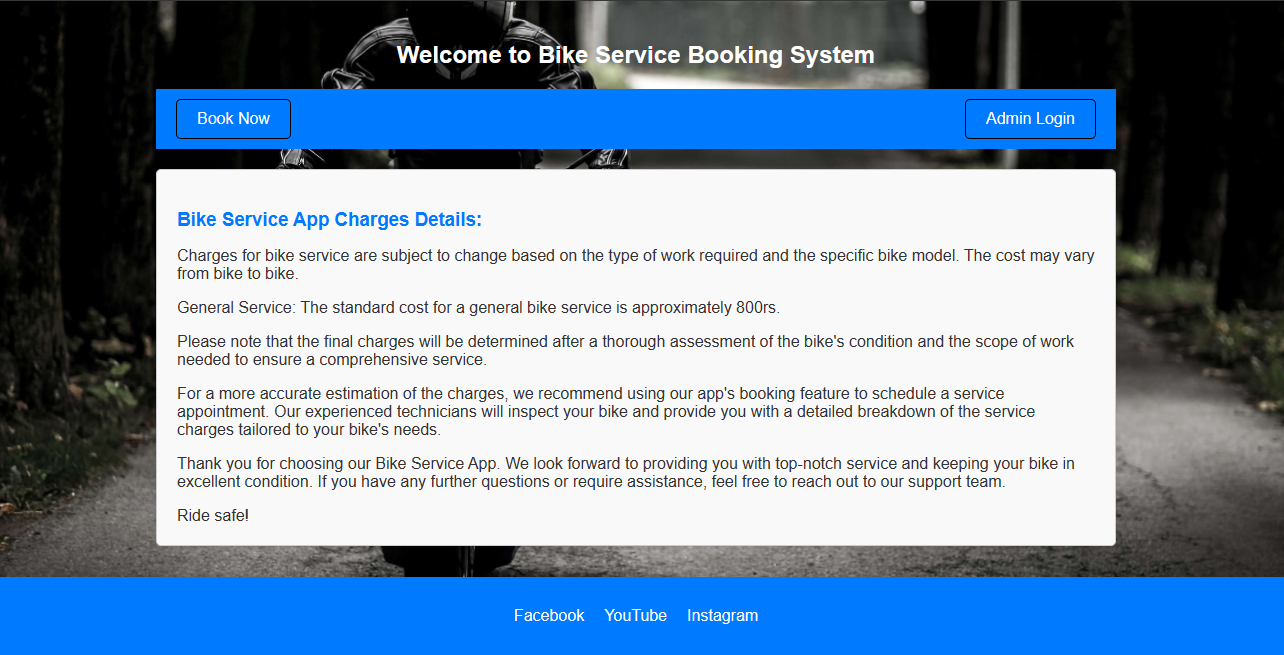 Welcome to Bike Service Booking System
Book Now
Admin Login
Bike Service App Charges Details:
Charges for bike service are subject to change based on the type of work required and the specific bike model. The cost may vary
from bike to bike.
General Service: The standard cost for a general bike service is approximately 800rs.
Please note that the final charges will be determined after a thorough assessment of the bike's condition and the scope of work
needed to ensure a comprehensive service.
For a more accurate estimation of the charges, we recommend using our app's booking feature to schedule a service
appointment. Our experienced technicians will inspect your bike and provide you with a detailed breakdown of the service
charges tailored to your bike's needs.
Thank you for choosing our Bike Service App. We look forward to providing you with top-notch service and keeping your bike in
excellent condition. If you have any further questions or require assistance, feel free to reach out to our support team.
Ride safe!
Facebook YouTube Instagram